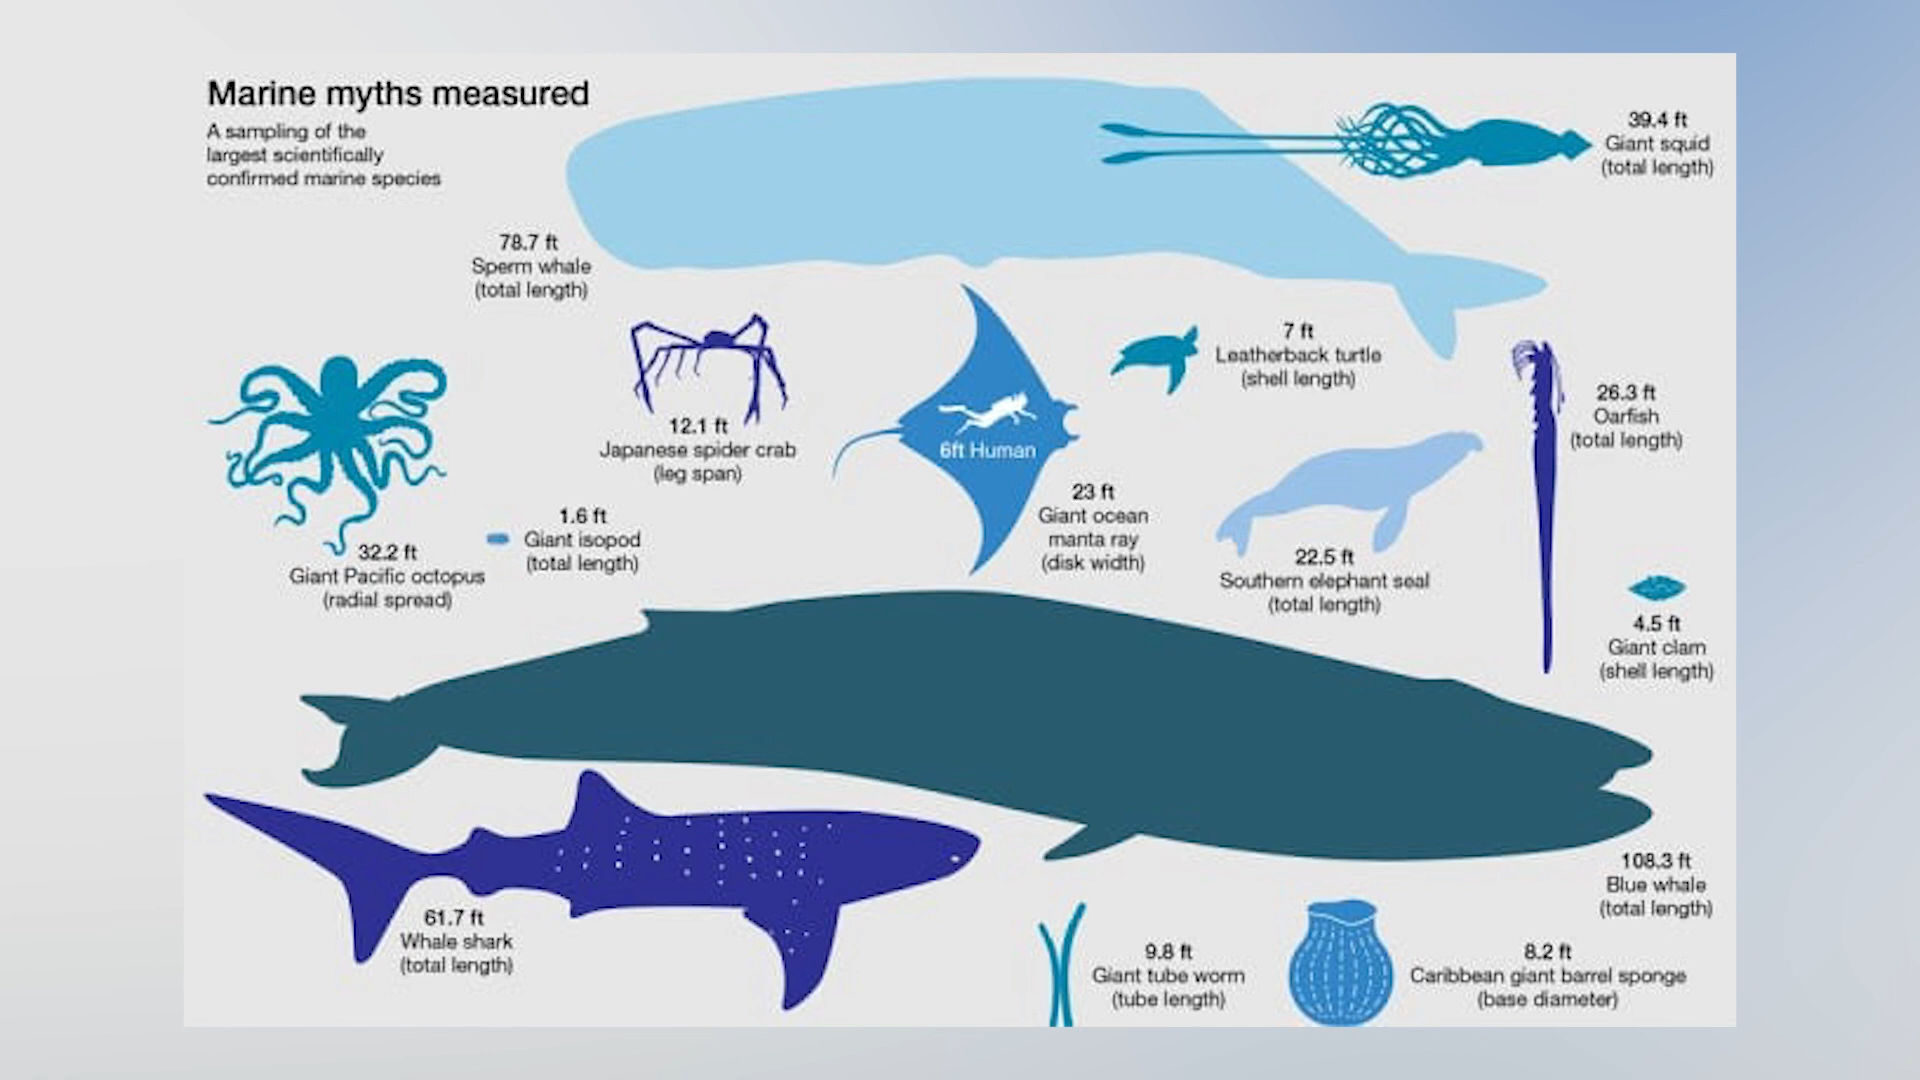 Marine myths measured
A sampling of the
largest scientifically
confirmed marine species
39.4 ft
Giant squid
(total length)
78.7 ft
Sperm whale
(total length)
7 ft
Leatherback turtle
(shell length)
26.3 ft
Oarfish
(total length)
12.1 ft
Japanese spider crab
(leg span)
6ft Human
23 ft
Giant ocean
manta ray
(disk width)
1.6 ft
Giant isopod
(total length)
32.2 ft
Giant Pacific octopus
(radial spread)
22.5 ft
Southern elephant seal
(total length)
4.5 ft
Giant clam
(shell length)
108.3 ft
Blue whale
(total length)
61.7 ft
Whale shark
(total length)
9.8 ft
Giant tube worm
(tube length)
8.2 ft
Caribbean giant barrel sponge
(base diameter)